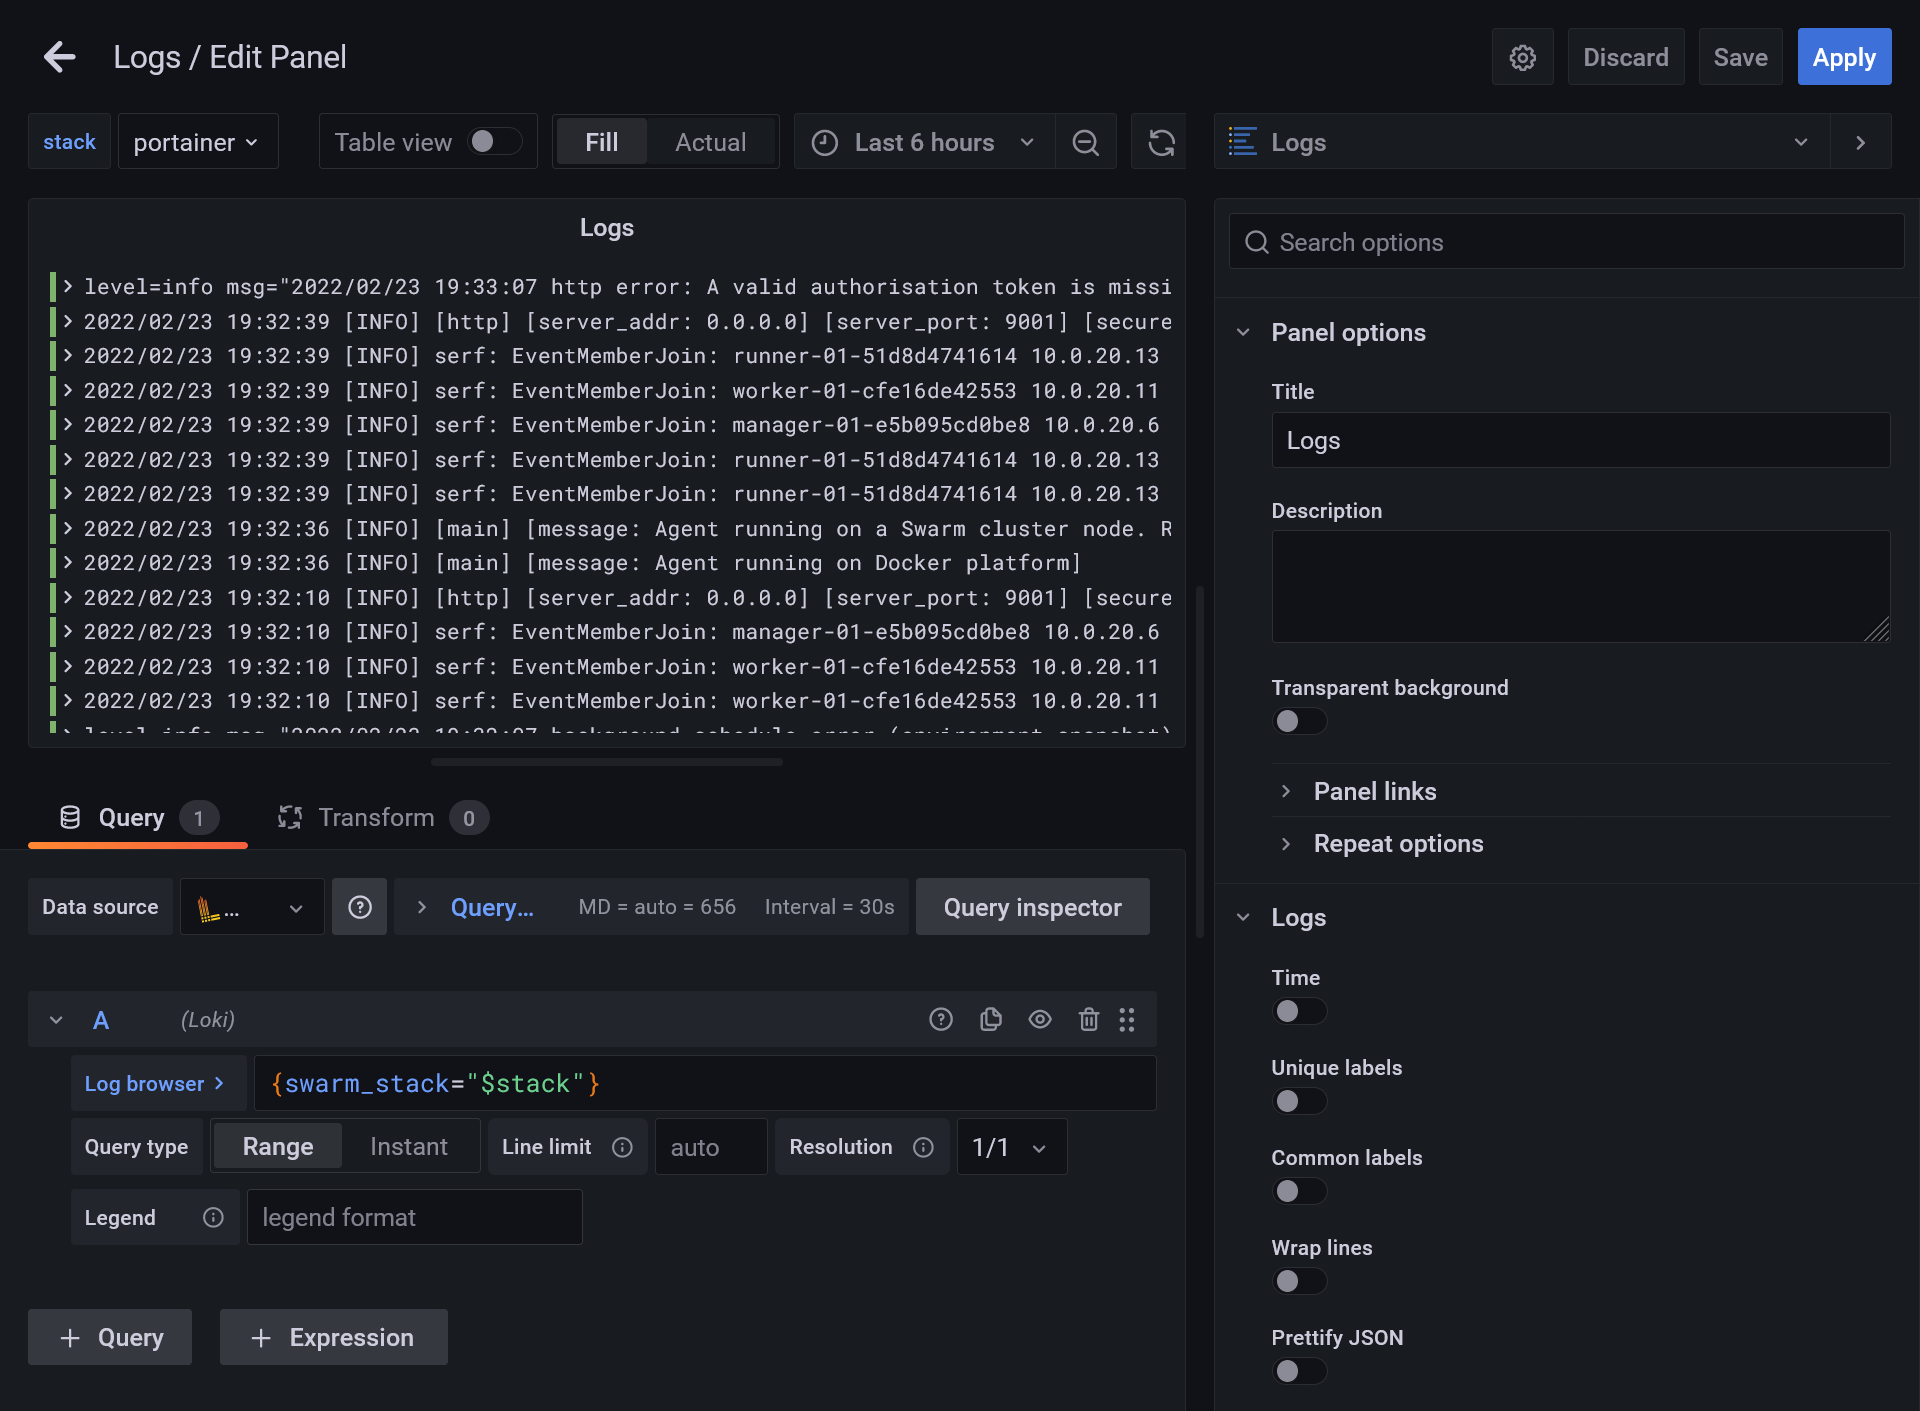 Logs / Edit Panel
Discard
Save
Apply
stack
portainer
Table view
Fill
Actual
Last 6 hours
Logs
Logs
level=info msg="2022/02/23 19:33:07 http error: A valid authorisation token is missi
2022/02/23 19:32:39 [INFO] [http] [server_addr: 0.0.0.0] [server_port: 9001] [secure
2022/02/23 19:32:39 [INFO] serf: EventMemberJoin: runner-01-51d8d4741614 10.0.20.13
2022/02/23 19:32:39 [INFO] serf: EventMemberJoin: worker-01-cfe16de42553 10.0.20.11
2022/02/23 19:32:39 [INFO] serf: EventMemberJoin: manager-01-e5b095cd0be8 10.0.20.6
2022/02/23 19:32:39 [INFO] serf: EventMemberJoin: runner-01-51d8d4741614 10.0.20.13
2022/02/23 19:32:39 [INFO] serf: EventMemberJoin: runner-01-51d8d4741614 10.0.20.13
2022/02/23 19:32:36 [INFO] [main] [message: Agent running on a Swarm cluster node. R
2022/02/23 19:32:36 [INFO] [main] [message: Agent running on Docker platform]
2022/02/23 19:32:10 [INFO] [http] [server_addr: 0.0.0.0] [server_port: 9001] [secure
2022/02/23 19:32:10 [INFO] serf: EventMemberJoin: manager-01-e5b095cd0be8 10.0.20.6
2022/02/23 19:32:10 [INFO] serf: EventMemberJoin: worker-01-cfe16de42553 10.0.20.11
2022/02/23 19:32:10 [INFO] serf: EventMemberJoin: worker-01-cfe16de42553 10.0.20.11
Query 1
Transform 0
Data source
...
Query...
MD = auto = 656
Interval = 30s
Query inspector
A
(Loki)
Log browser
{swarm_stack="$stack"}
Query type
Range
Instant
Line limit
auto
Resolution
1/1
Legend
legend format
+ Query
+ Expression
Search options
Panel options
Title
Logs
Description
Transparent background
Panel links
Repeat options
Logs
Time
Unique labels
Common labels
Wrap lines
Prettify JSON